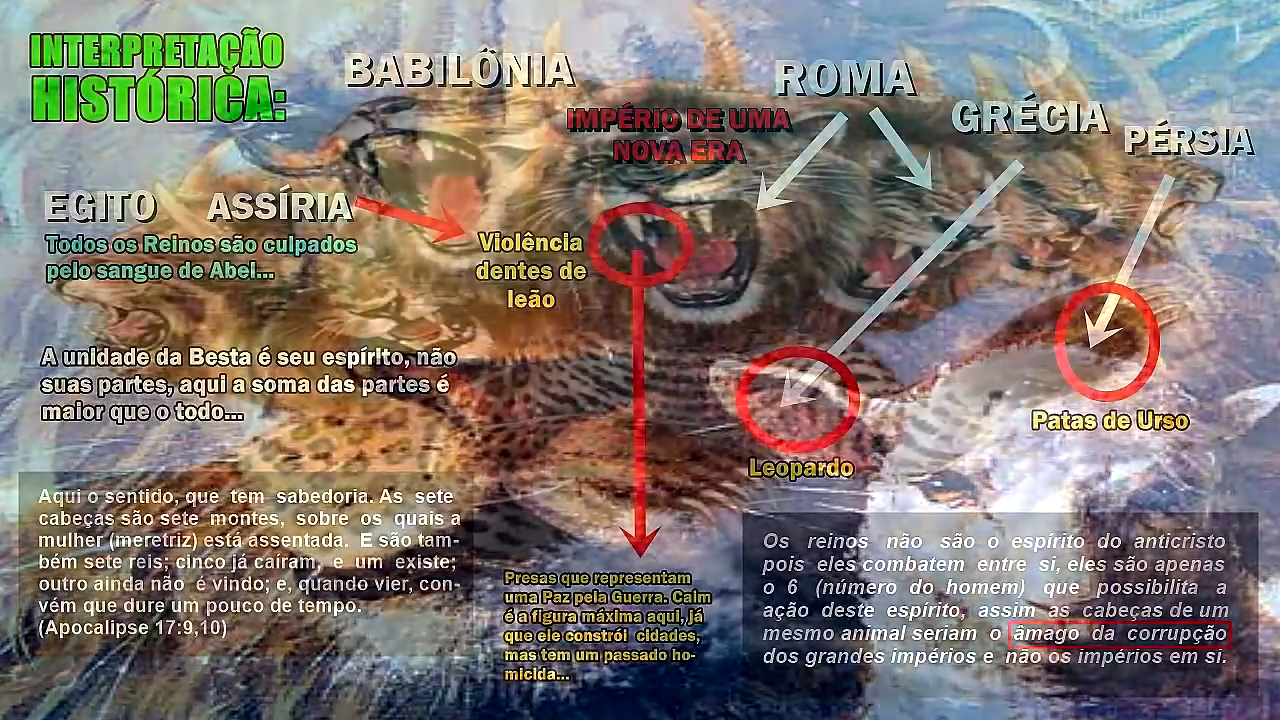 INTERPRETAÇÃO
HISTÓRICA:
BABILÔNIA
ROMA
GRÉCIA
PÉRSIA
IMPÉRIO DE UMA
NOVA ERA
EGITO
ASSÍRIA
Todos os Reinos são culpados
pelo sangue de Abel...
Violência
dentes de
leão
A unidade da Besta é seu espírito, não
suas partes, aqui a soma das partes é
maior que o todo...
Patas de Urso
Leopardo
Aqui o sentido, que tem sabedoria. As sete
cabeças são sete montes, sobre os quais a
mulher (meretriz) está assentada. E são tam-
bém sete reis; cinco já caíram, e um existe;
outro ainda não é vindo; e, quando vier, con-
vém que dure um pouco de tempo.
(Apocalipse 17:9,10)
Presas que representam
uma Paz pela Guerra. Caim
é a figura máxima aqui, já
que ele constrói cidades,
mas tem um passado ho-
micida...
Os reinos não são o espírito do anticristo
pois eles combatem entre si, eles são apenas
o 6 (número do homem) que possibilita a
ação deste espírito, assim as cabeças de um
mesmo animal seriam o âmago da corrupção
dos grandes impérios e não os impérios em si.